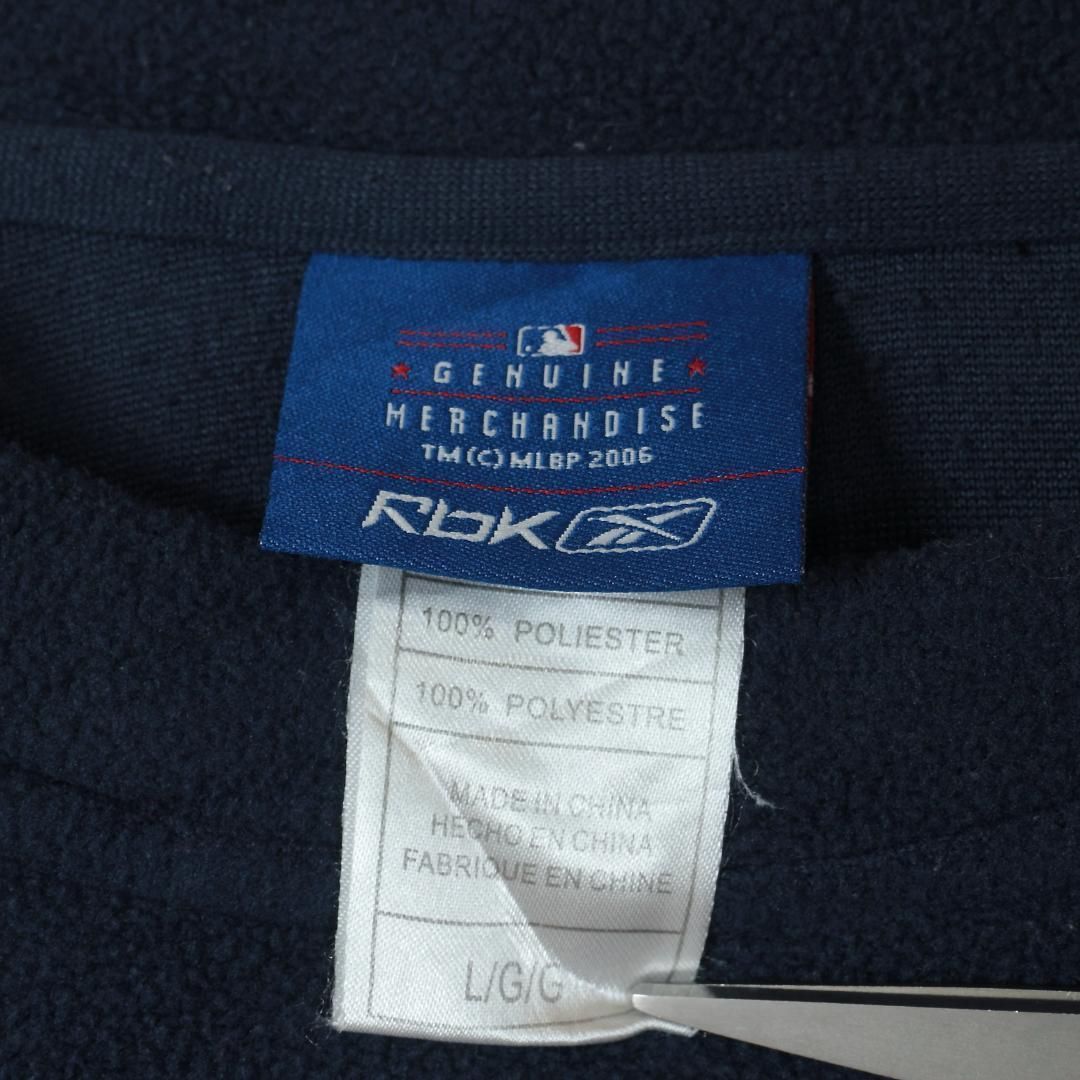 GENUINE
MERCHANDISE
TM(C) MLBP 2006
RbK
100% POLIESTER
100% POLYESTRE
MADE IN CHINA
HECHO EN CHINA
FABRIQUE EN CHINE
L/G/G